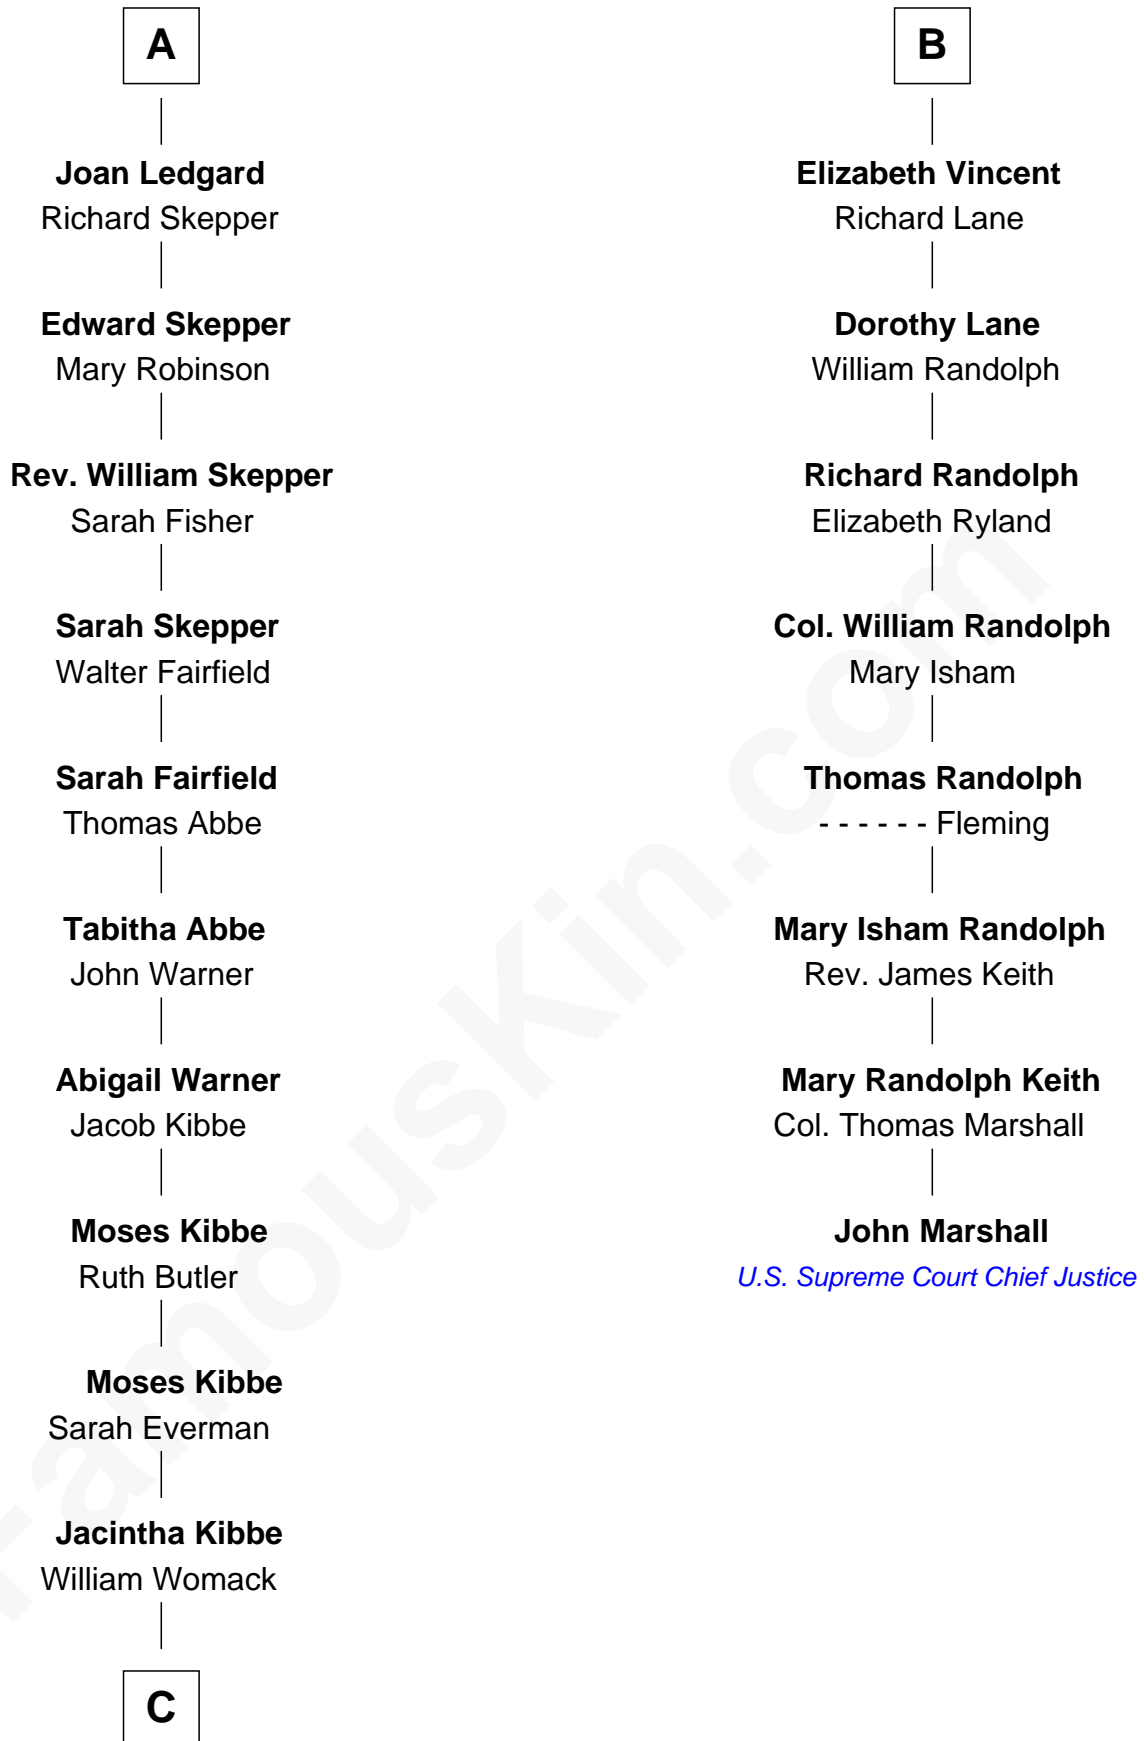 A
Joan Ledgard
Richard Skepper
Edward Skepper
Mary Robinson
Rev. William Skepper
Sarah Fisher
Sarah Skepper
Walter Fairfield
Sarah Fairfield
Thomas Abbe
Tabitha Abbe
John Warner
Abigail Warner
Jacob Kibbe
Moses Kibbe
Ruth Butler
Moses Kibbe
Sarah Everman
Jacintha Kibbe
William Womack
C
B
Elizabeth Vincent
Richard Lane
Dorothy Lane
William Randolph
Richard Randolph
Elizabeth Ryland
Col. William Randolph
Mary Isham
Thomas Randolph
- - - - - - Fleming
Mary Isham Randolph
Rev. James Keith
Mary Randolph Keith
Col. Thomas Marshall
John Marshall
U.S. Supreme Court Chief Justice
FamousKin.com